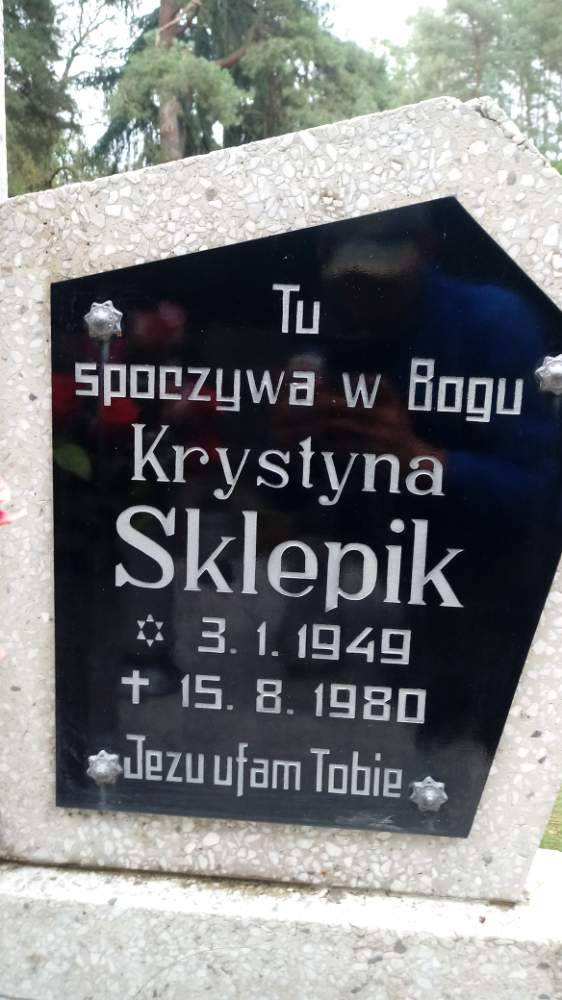 Tu
spoczywa w Bogu
Krystyna
Sklepik
✡ 3. 1. 1949
✝ 15. 8. 1980
Jezu ufam Tobie